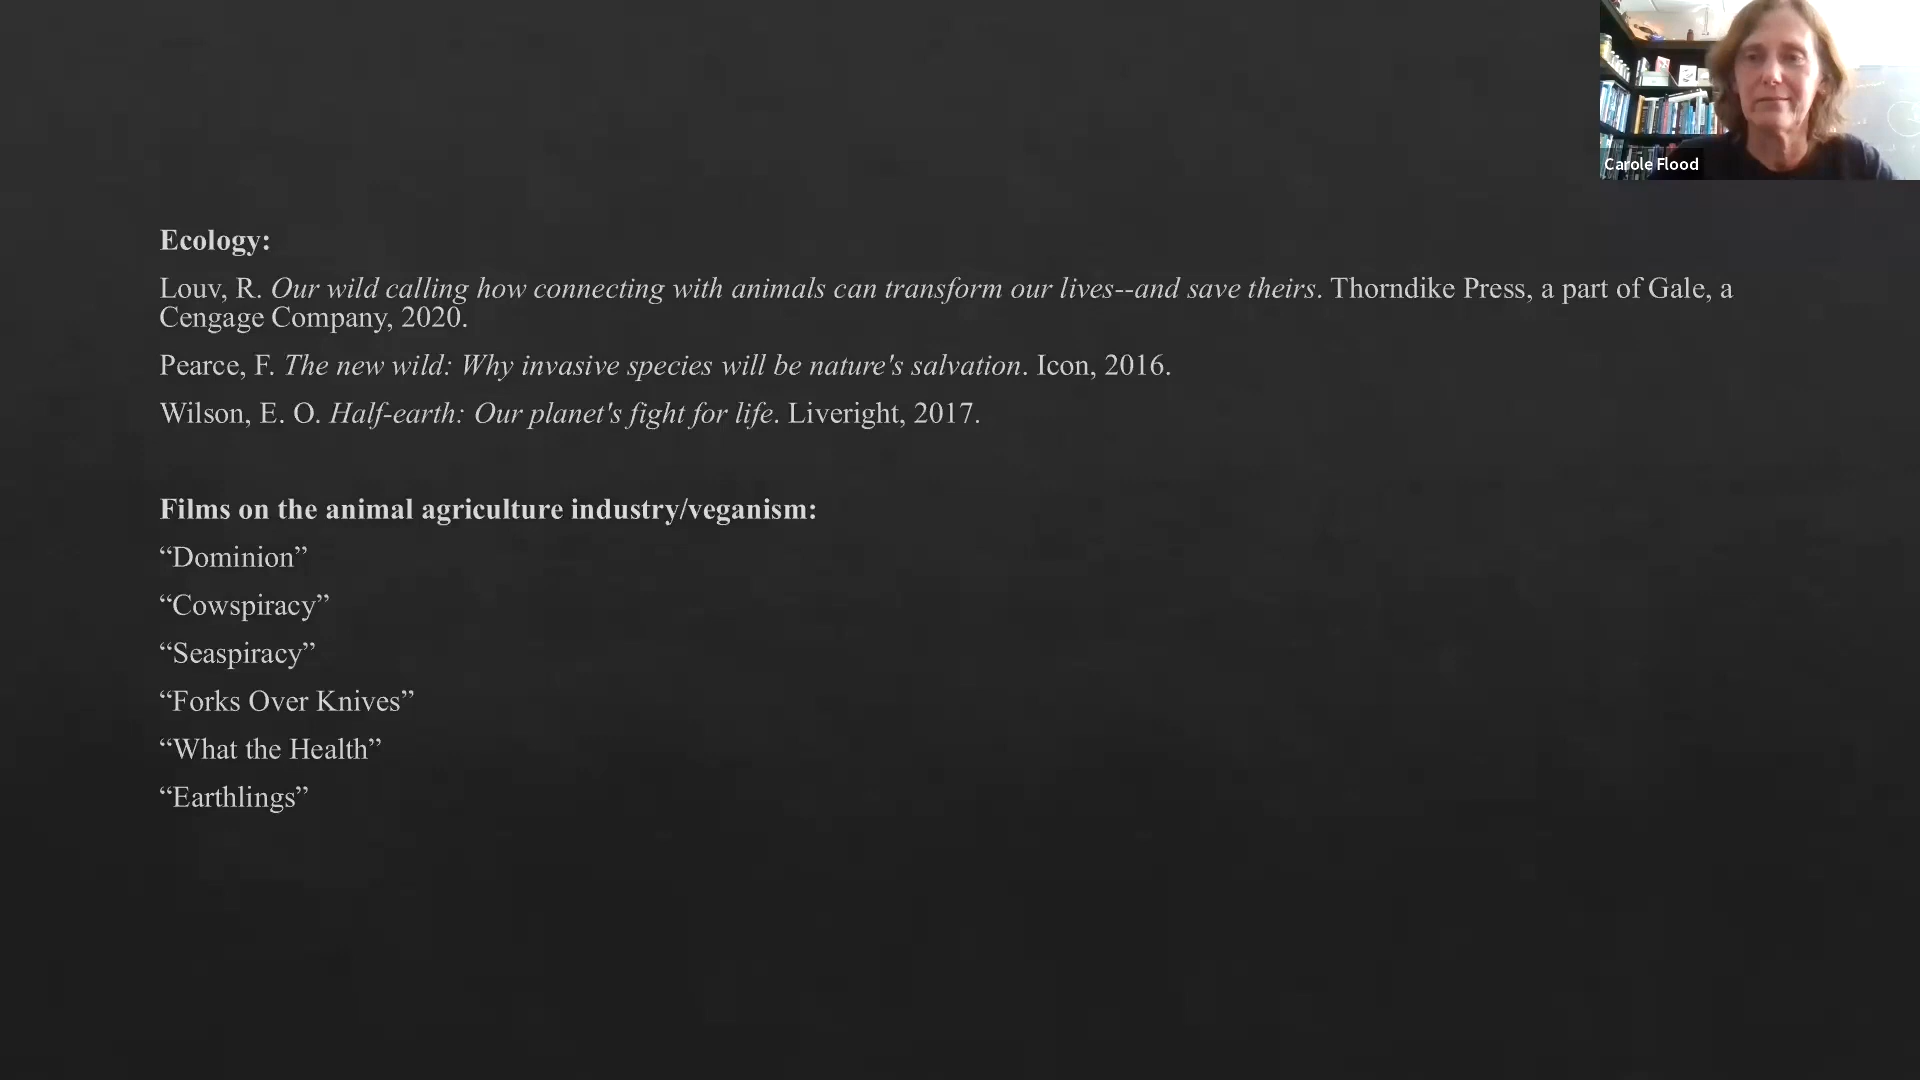 Carole Flood
Ecology:
Louv, R. Our wild calling how connecting with animals can transform our lives--and save theirs. Thorndike Press, a part of Gale, a
Cengage Company, 2020.
Pearce, F. The new wild: Why invasive species will be nature's salvation. Icon, 2016.
Wilson, E. O. Half-earth: Our planet's fight for life. Liveright, 2017.
Films on the animal agriculture industry/veganism:
“Dominion”
“Cowspiracy”
“Seaspiracy”
“Forks Over Knives”
“What the Health”
“Earthlings”